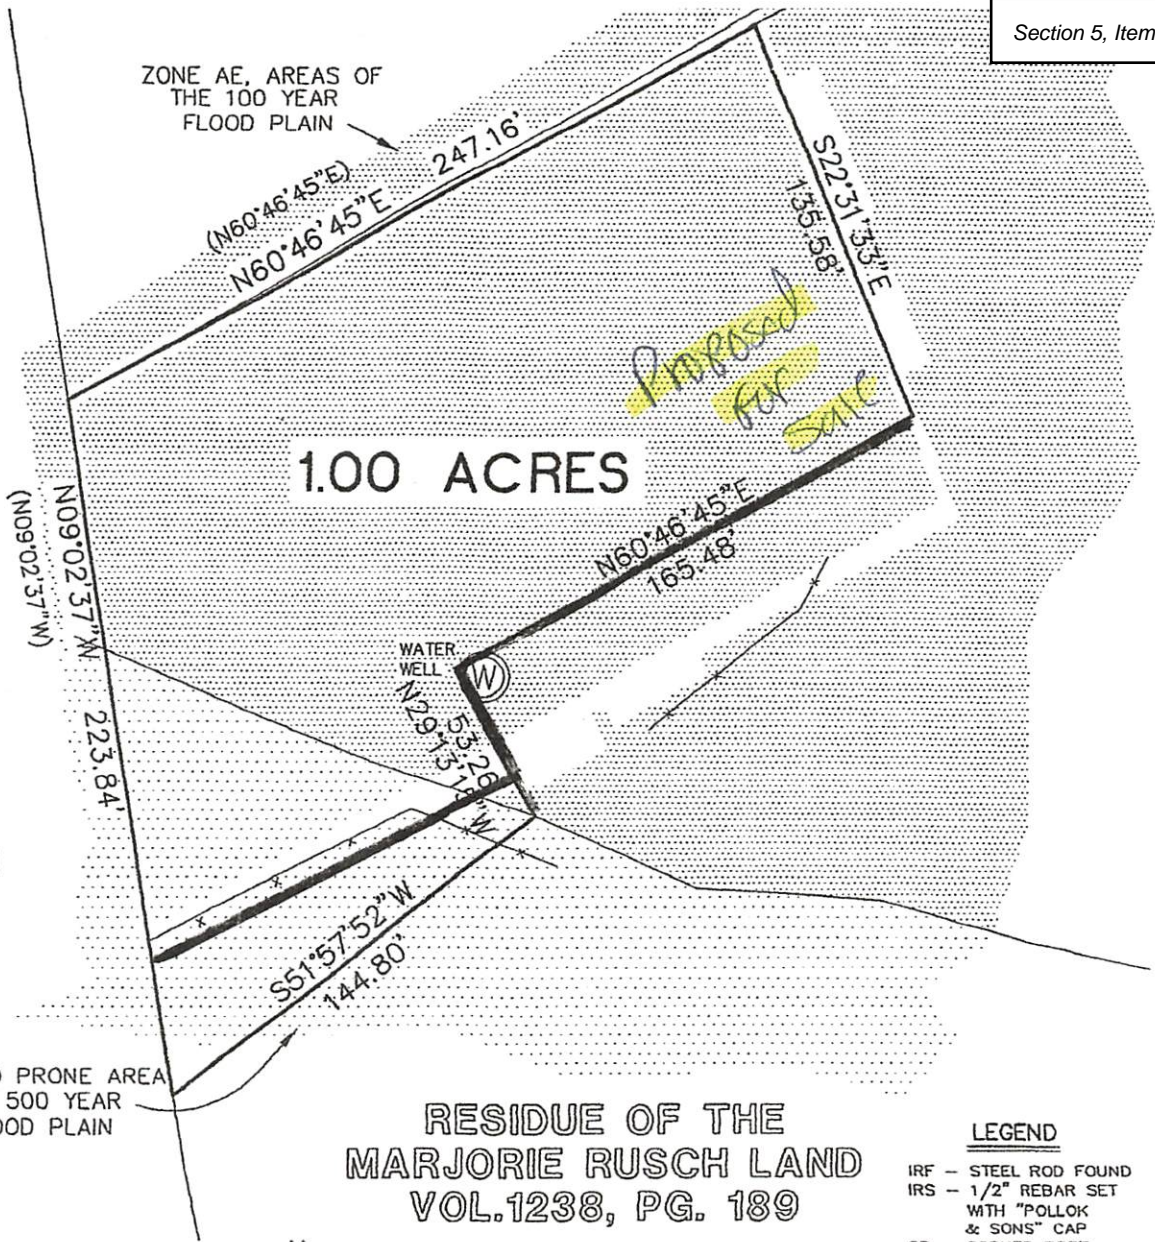 Section 5, Item
ZONE AE, AREAS OF
THE 100 YEAR
FLOOD PLAIN
(N60°46'45"E)
N60°46'45"E 247.16'
S22°31'33"E
135.58'
Proposed
for
sale
1.00 ACRES
N60°46'45"E
165.48'
N09°02'37"W 223.84'
(N09°02'37"W)
WATER
WELL
W
53.26
N29°13'15"W
S51°57'52"W
144.80'
PRONE AREA
500 YEAR
PLAIN
RESIDUE OF THE
MARJORIE RUSCH LAND
VOL.1238, PG. 189
LEGEND
IRF - STEEL ROD FOUND
IRS - 1/2" REBAR SET
WITH "POLLOK
& SONS" CAP